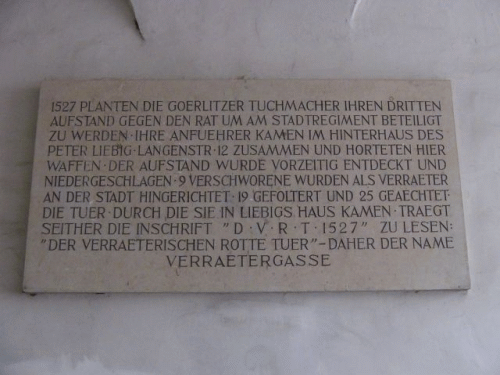 1527 PLANTEN DIE GOERLITZER TUCHMACHER IHREN DRITTEN
AUFSTAND GEGEN DEN RAT UM AM STADTREGIMENT BETEILIGT
ZU WERDEN · IHRE ANFUEHRER KAMEN IM HINTERHAUS DES
PETER LIEBIG · LANGENSTR · 12 ZUSAMMEN UND HORTETEN HIER
WAFFEN · DER AUFSTAND WURDE VORZEITIG ENTDECKT UND
NIEDERGESCHLAGEN · 9 VERSCHWORENE WURDEN ALS VERRAETER
AN DER STADT HINGERICHTET · 19 GEFOLTERT UND 25 GEAECHTET·
DIE TUER · DURCH DIE SIE IN LIEBIGS HAUS KAMEN · TRAEGT
SEITHER DIE INSCHRIFT "D · V · R · T · 1527" ZU LESEN:
"DER VERRAETERISCHEN ROTTE TUER" – DAHER DER NAME
VERRAETERGASSE